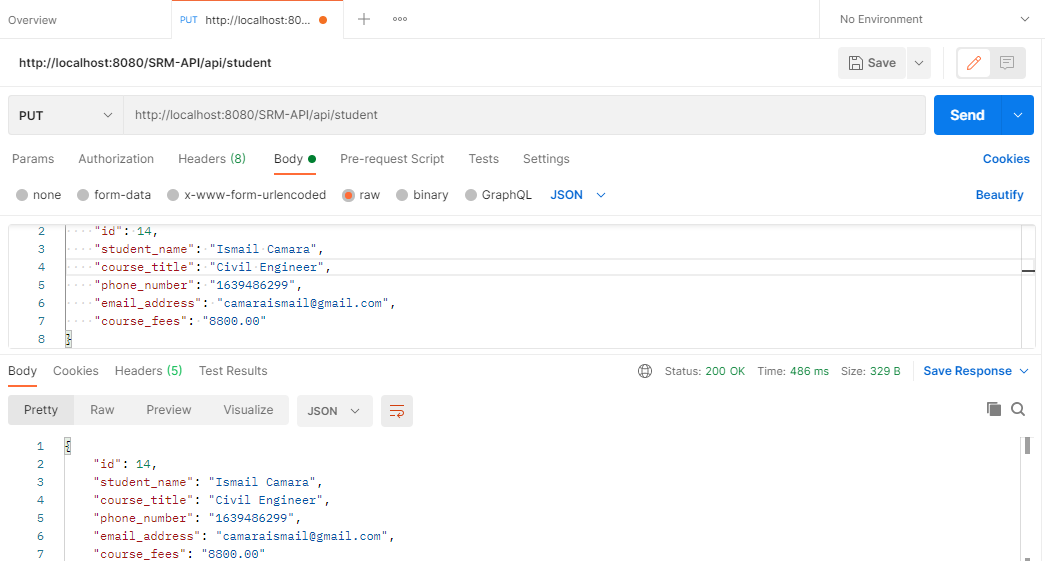 Overview
PUT http://localhost:80...
No Environment
http://localhost:8080/SRM-API/api/student
Save
PUT
http://localhost:8080/SRM-API/api/student
Send
Params Authorization Headers (8) Body Pre-request Script Tests Settings Cookies
none form-data x-www-form-urlencoded raw binary GraphQL JSON Beautify
2 "id": 14,
3 "student_name": "Ismail Camara",
4 "course_title": "Civil Engineer",
5 "phone_number": "1639486299",
6 "email_address": "camaraismail@gmail.com",
7 "course_fees": "8800.00"
8 }
Body Cookies Headers (5) Test Results Status: 200 OK Time: 486 ms Size: 329 B Save Response
Pretty Raw Preview Visualize JSON
1 {
2 "id": 14,
3 "student_name": "Ismail Camara",
4 "course_title": "Civil Engineer",
5 "phone_number": "1639486299",
6 "email_address": "camaraismail@gmail.com",
7 "course_fees": "8800.00"